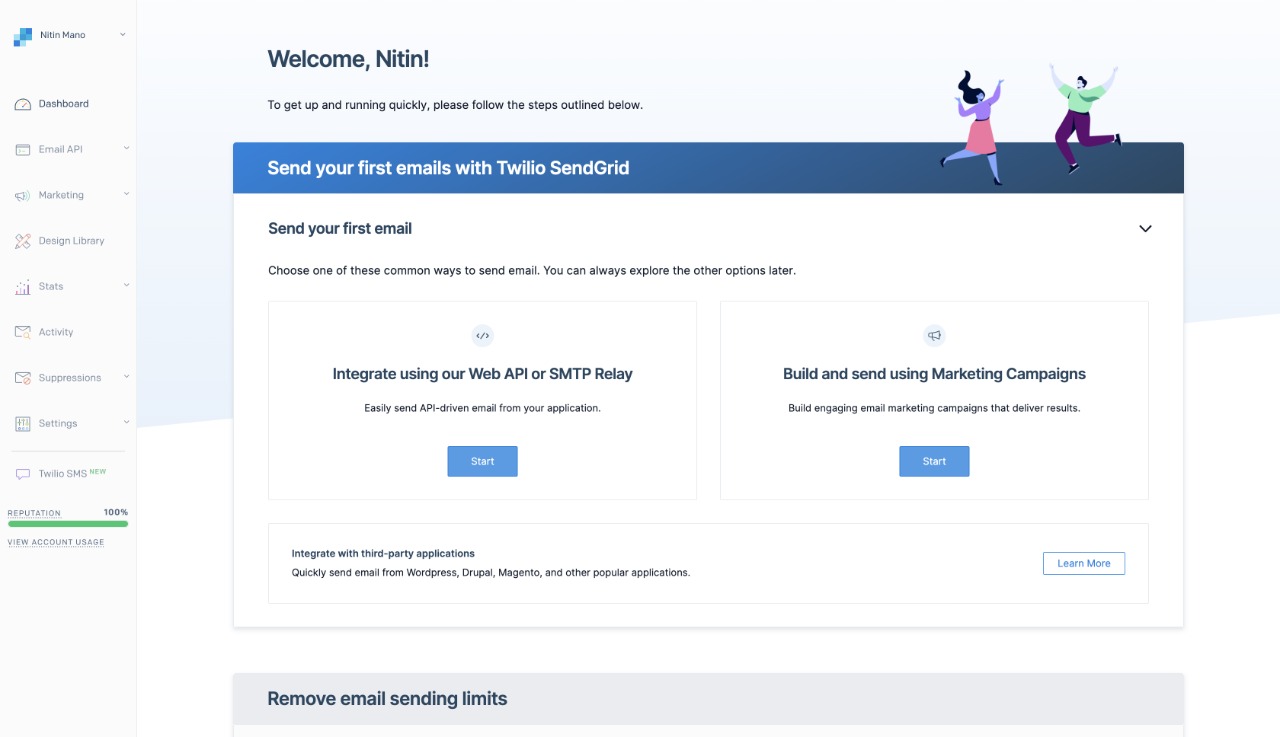 Nitin Mano
Dashboard
Email API
Marketing
Design Library
Stats
Activity
Suppressions
Settings
Twilio SMS NEW
REPUTATION 100%
VIEW ACCOUNT USAGE
Welcome, Nitin!
To get up and running quickly, please follow the steps outlined below.
Send your first emails with Twilio SendGrid
Send your first email
Choose one of these common ways to send email. You can always explore the other options later.
Integrate using our Web API or SMTP Relay
Easily send API-driven email from your application.
Start
Build and send using Marketing Campaigns
Build engaging email marketing campaigns that deliver results.
Start
Integrate with third-party applications
Quickly send email from Wordpress, Drupal, Magento, and other popular applications.
Learn More
Remove email sending limits